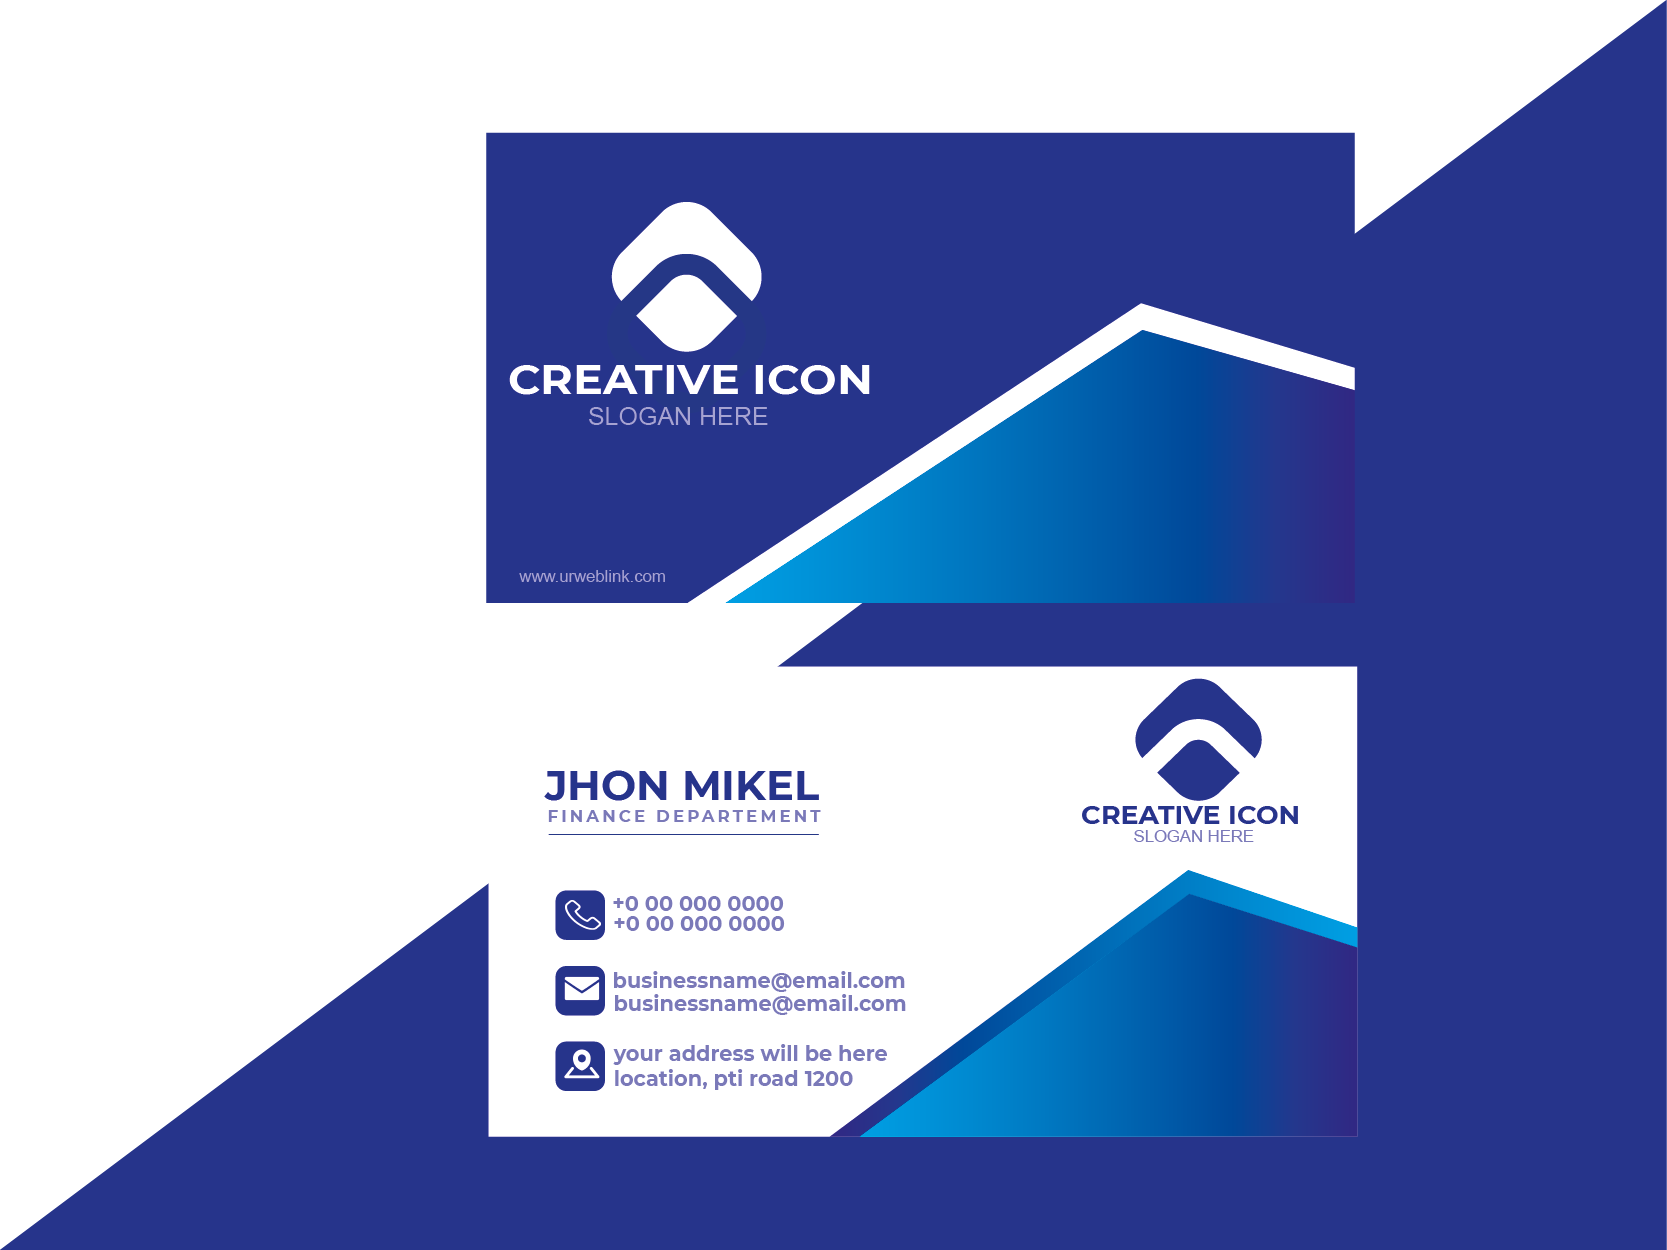 CREATIVE ICON
SLOGAN HERE
www.urweblink.com
CREATIVE ICON
SLOGAN HERE
JHON MIKEL
FINANCE DEPARTEMENT
+0 00 000 0000
+0 00 000 0000
businessname@email.com
businessname@email.com
your address will be here
location, pti road 1200